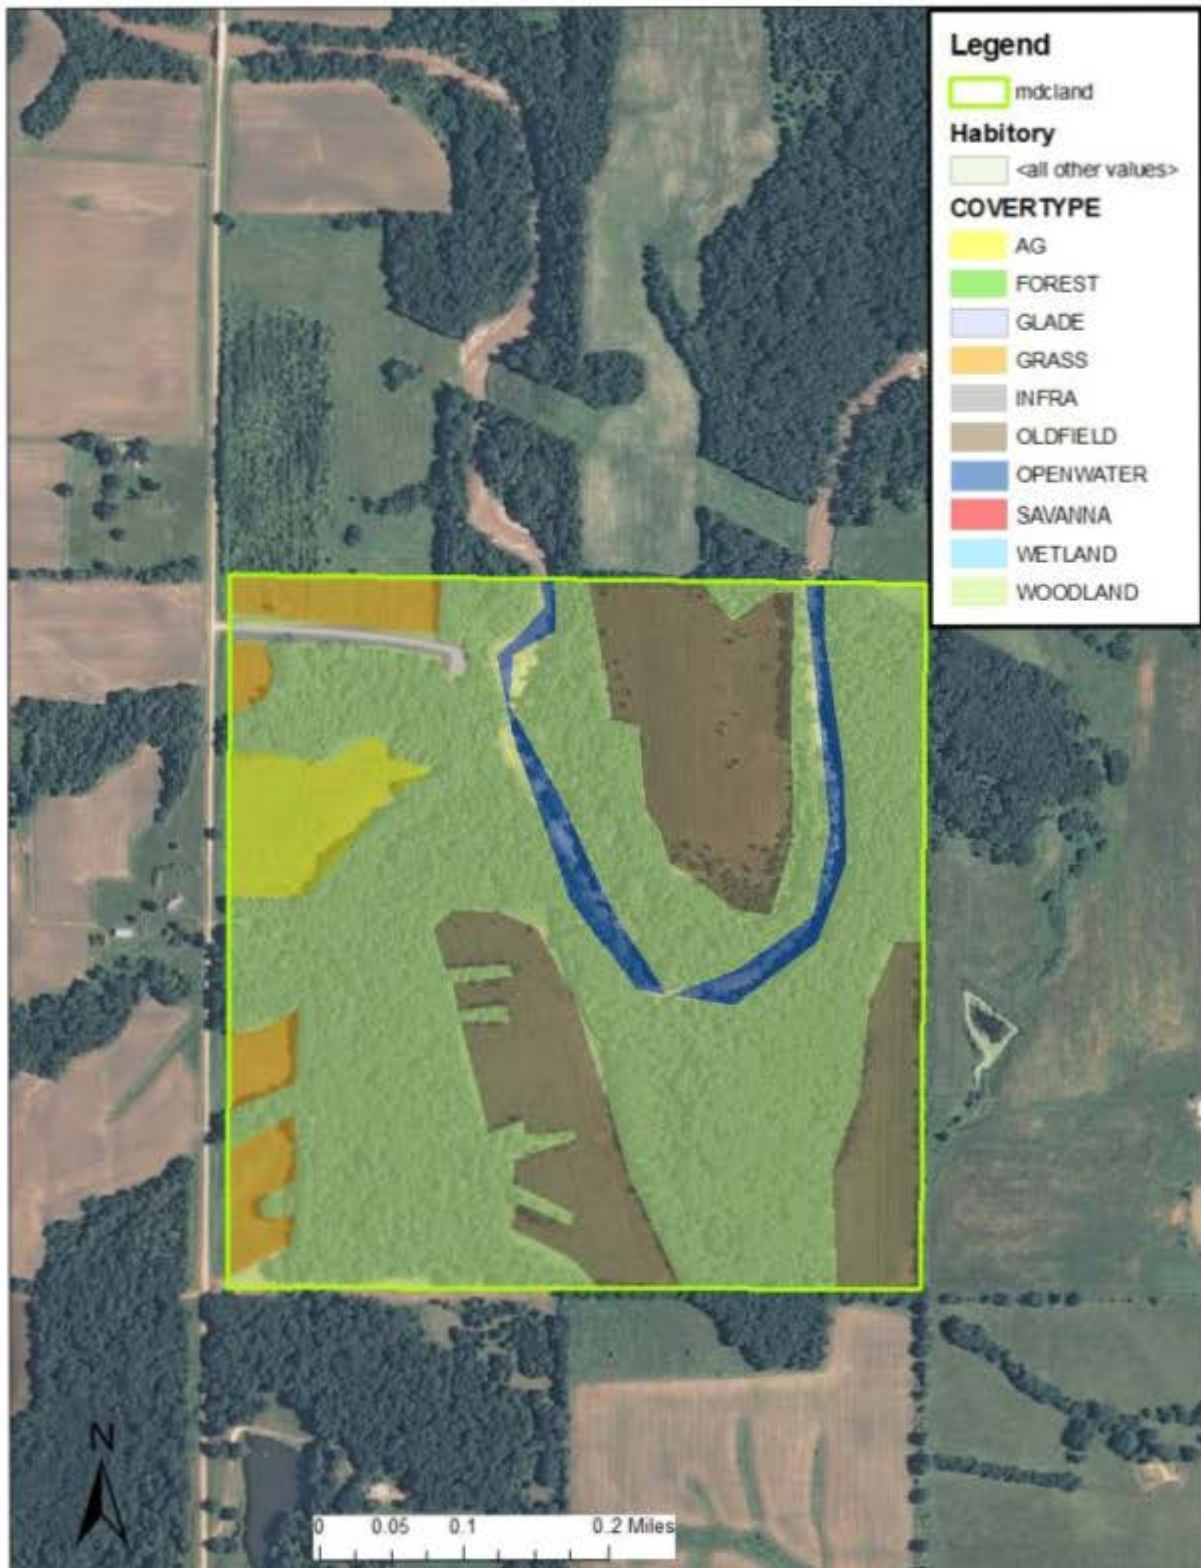 Legend
mdcland
Habitory
<all other values>
COVERTYPE
AG
FOREST
GLADE
GRASS
INFRA
OLDFIELD
OPENWATER
SAVANNA
WETLAND
WOODLAND
N
0 0.05 0.1 0.2 Miles